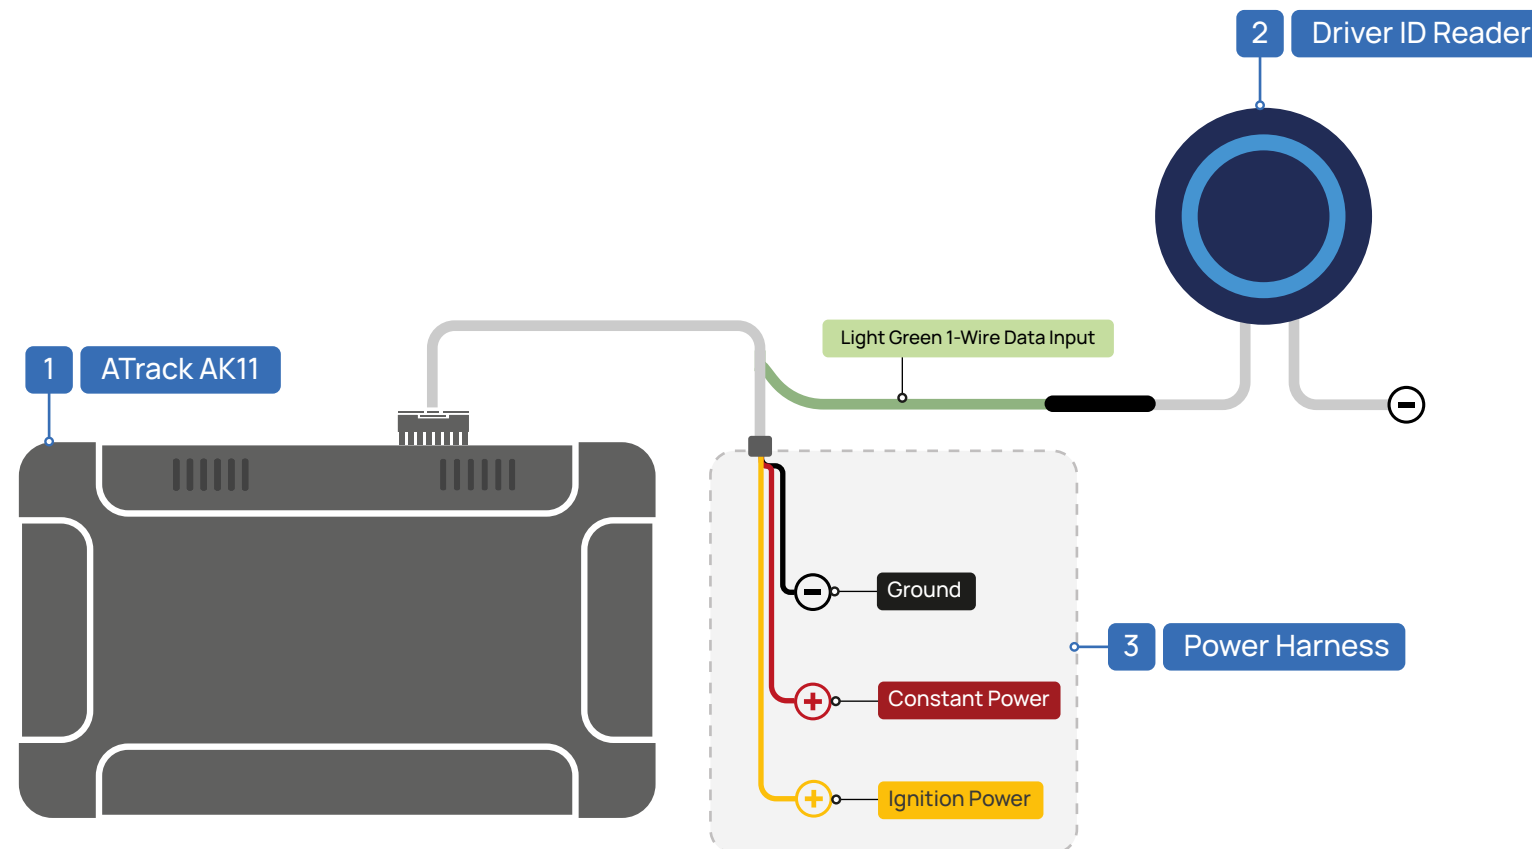 2 Driver ID Reader
Light Green 1-Wire Data Input
1 ATrack AK11
Ground
3 Power Harness
Constant Power
Ignition Power